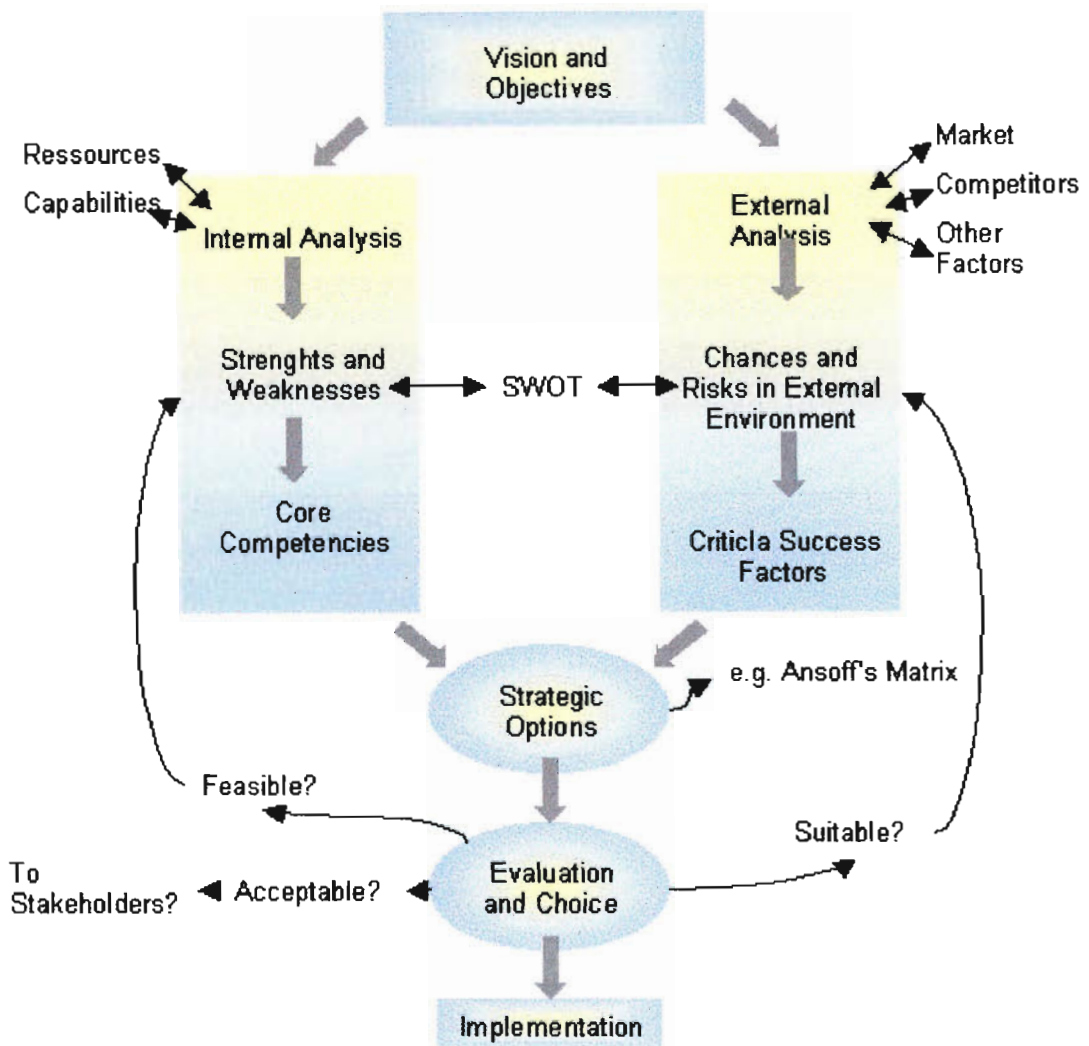 Vision and
Objectives
Ressources
Capabilities
Internal Analysis
Market
Competitors
Other
Factors
External
Analysis
Strenghts and
Weaknesses
SWOT
Chances and
Risks in External
Environment
Core
Competencies
Criticla Success
Factors
Strategic
Options
e.g. Ansoff's Matrix
Feasible?
Suitable?
To
Stakeholders?
Acceptable?
Evaluation
and Choice
Implementation